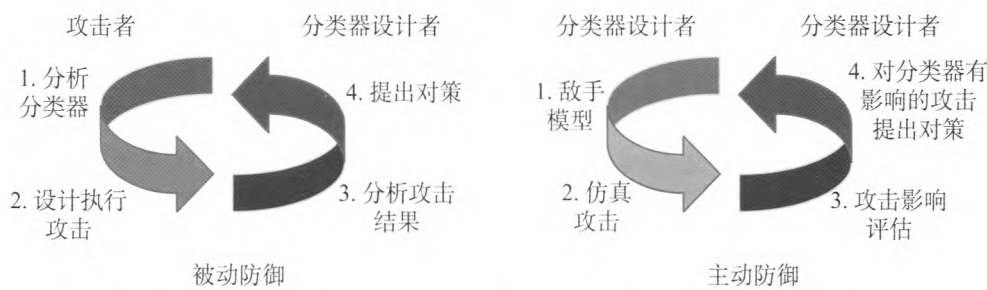 攻击者
分类器设计者
1. 分析
分类器
4. 提出对策
2. 设计执行
攻击
3. 分析攻击
结果
被动防御
分类器设计者
分类器设计者
1. 敌手
模型
4. 对分类器有
影响的攻击
提出对策
2. 仿真
攻击
3. 攻击影响
评估
主动防御